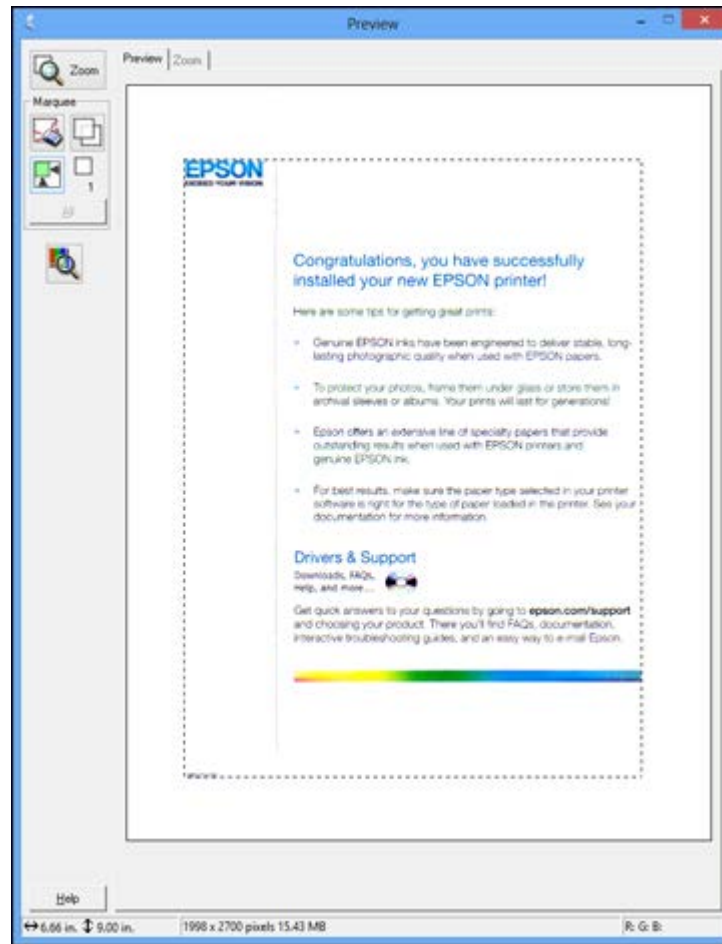 Preview
Zoom
Preview Zoom
Marquee
1
All
EPSON
EXCEED YOUR VISION
Congratulations, you have successfully
installed your new EPSON printer!
Here are some tips for getting great prints:
Genuine EPSON inks have been engineered to deliver stable, long-
lasting photographic quality when used with EPSON papers.
To protect your photos, frame them under glass or store them in
archival sleeves or albums. Your prints will last for generations!
Epson offers an extensive line of specialty papers that provide
outstanding results when used with EPSON printers and
genuine EPSON ink.
For best results, make sure the paper type selected in your printer
software is right for the type of paper loaded in the printer. See your
documentation for more information.
Drivers & Support
Downloads, FAQs,
Help, and more ...
Get quick answers to your questions by going to epson.com/support
and choosing your product. There you'll find FAQs, documentation,
interactive troubleshooting guides, and an easy way to e-mail Epson.
Help
6.66 in. 9.00 in. 1998 x 2700 pixels 15.43 MB R: G: B: